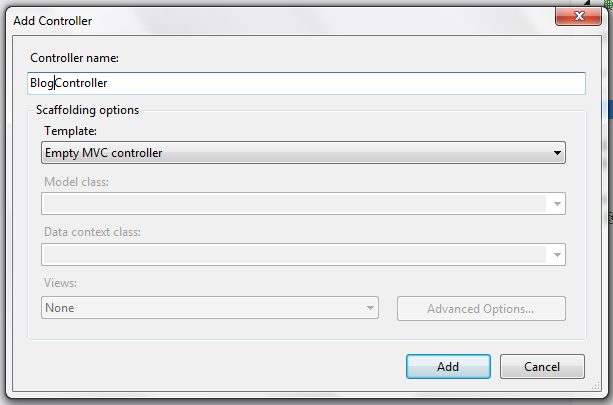 Add Controller
Controller name:
BlogController
Scaffolding options
Template:
Empty MVC controller
Model class:
Data context class:
Views:
None
Advanced Options...
Add
Cancel